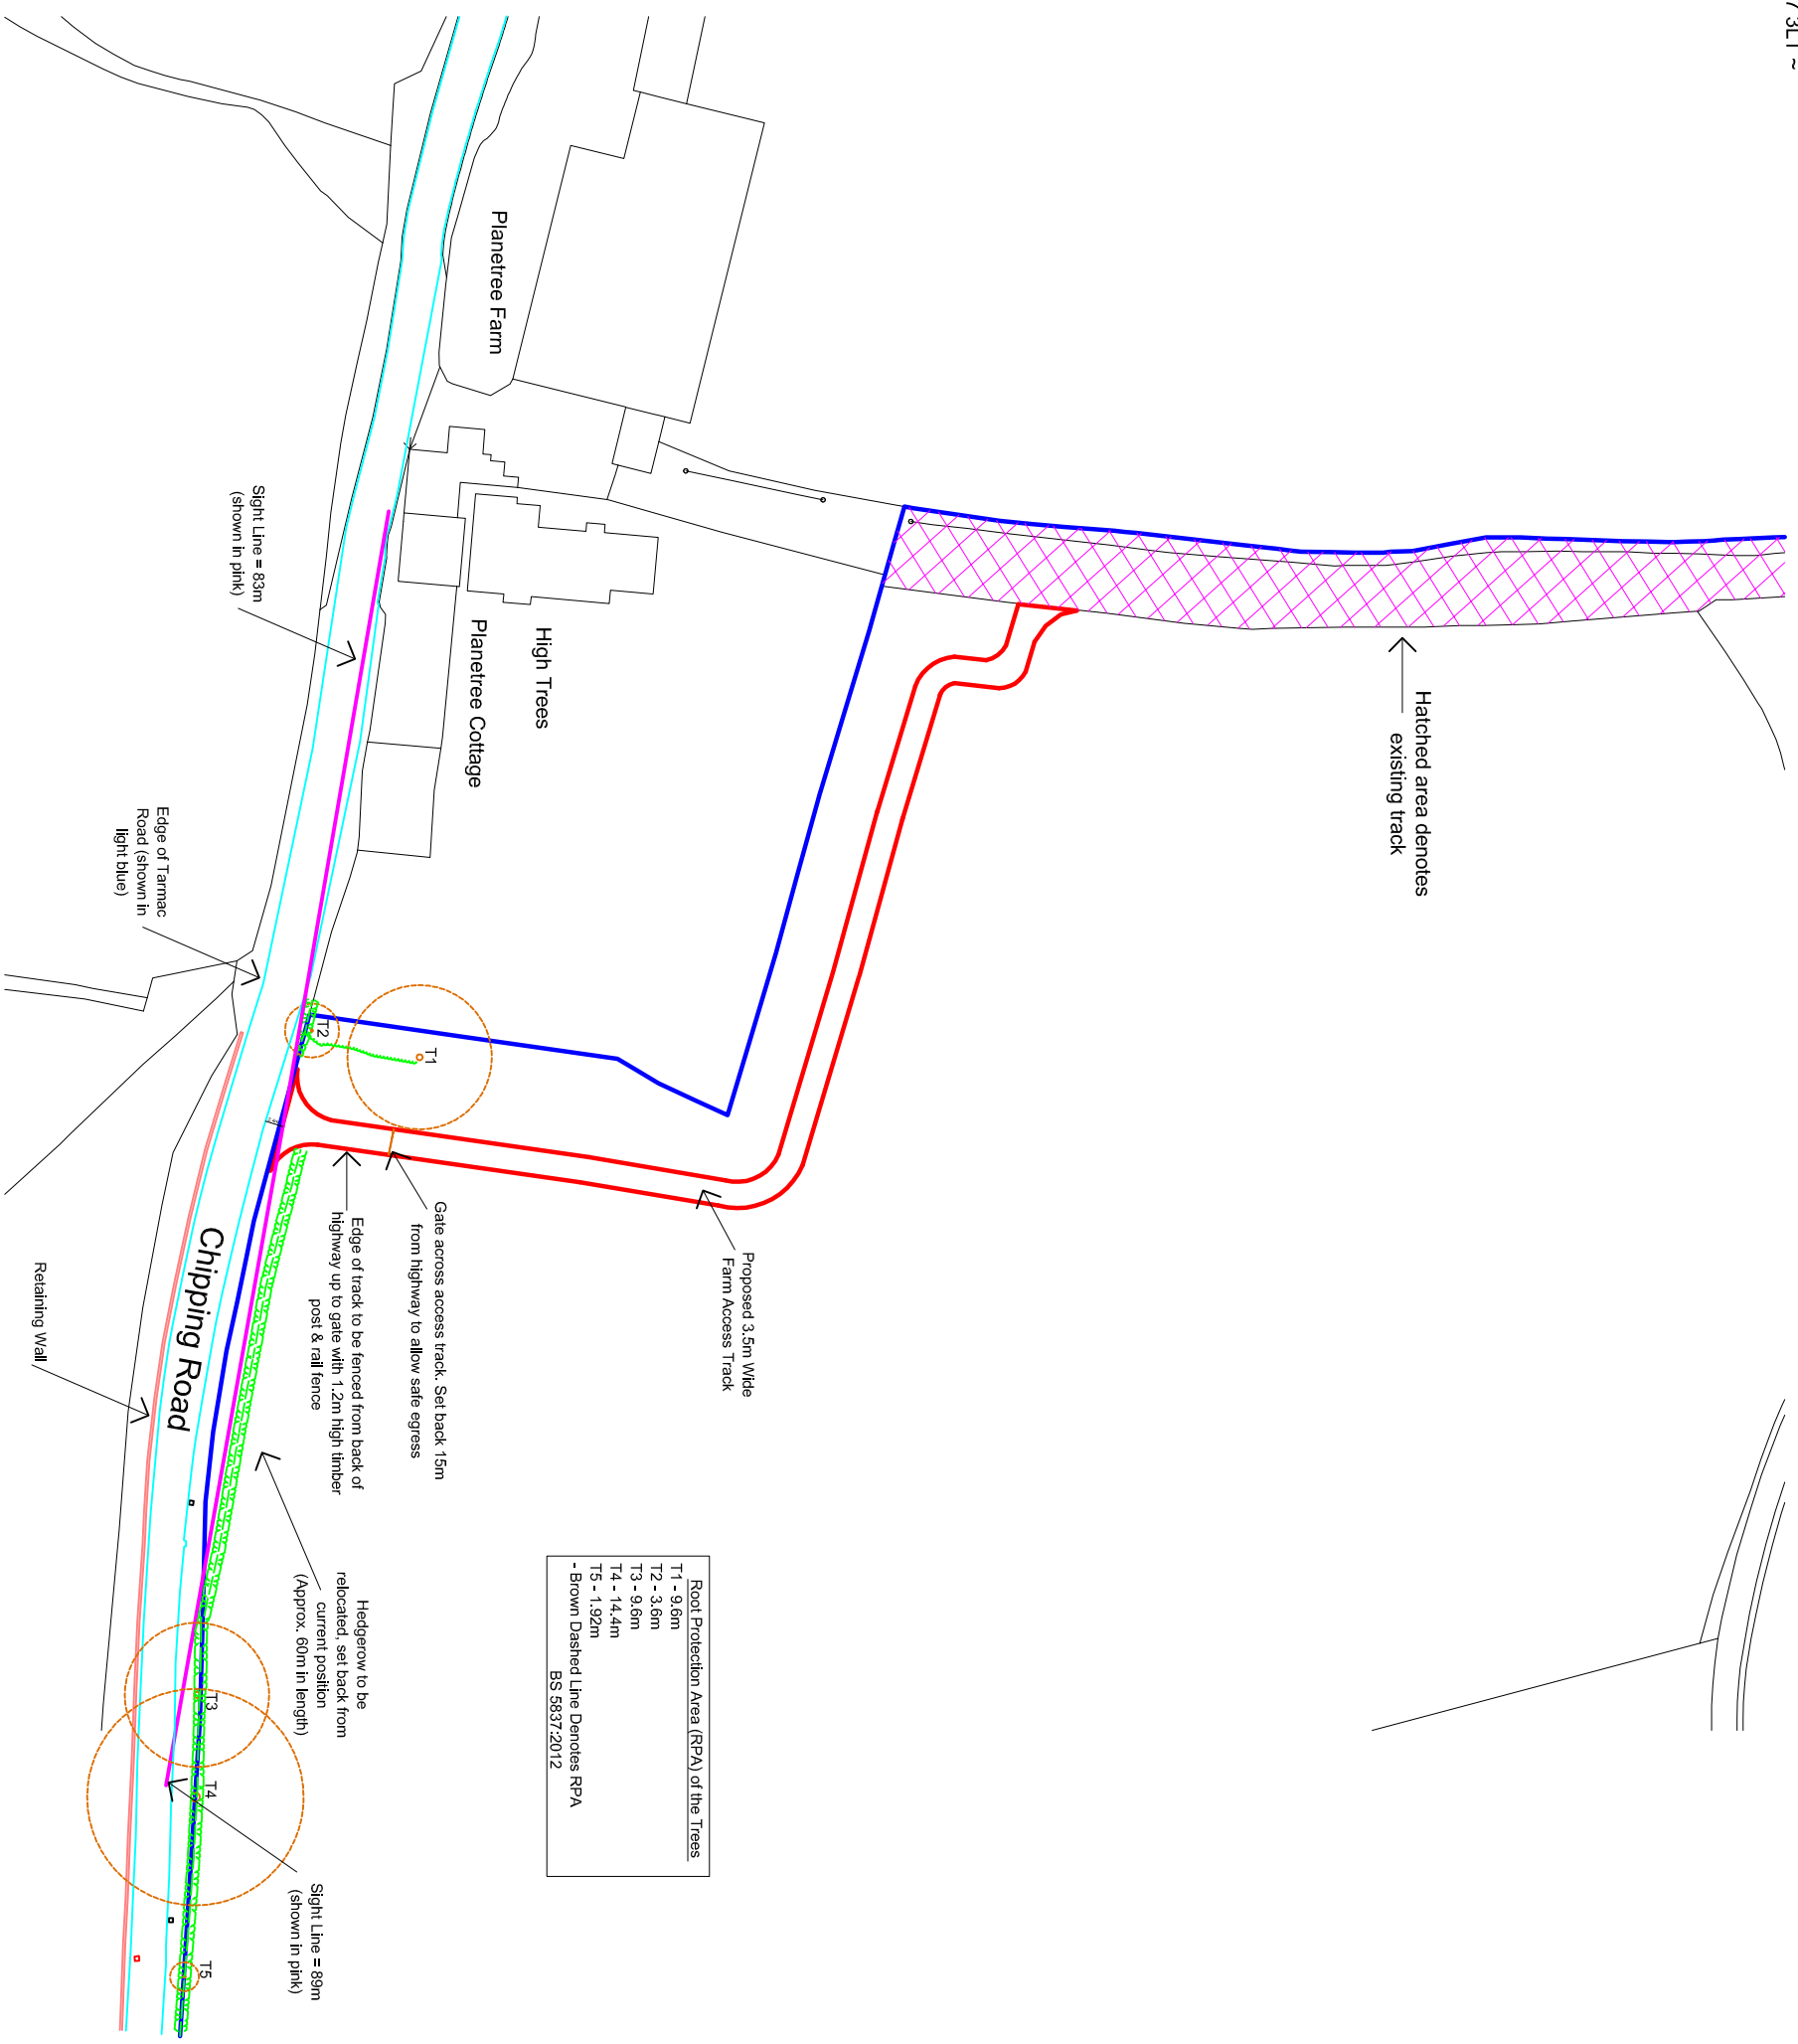 Planetree Farm
High Trees
Planetree Cottage
Hatched area denotes
existing track
Sight Line = 83m
(shown in pink)
Edge of Tarmac
Road (shown in
light blue)
T2
T1
Proposed 3.5m Wide
Farm Access Track
Gate across access track. Set back 15m
from highway to allow safe egress
Edge of track to be fenced from back of
highway up to gate with 1.2m high timber
post & rail fence
Chipping Road
Retaining Wall
Hedgerow to be
relocated, set back from
current position
(Approx. 60m in length)
Root Protection Area (RPA) of the Trees
T1 - 9.6m
T2 - 3.6m
T3 - 9.6m
T4 - 14.4m
T5 - 1.92m
- Brown Dashed Line Denotes RPA
BS 5837:2012
T3
T4
T5
Sight Line = 89m
(shown in pink)